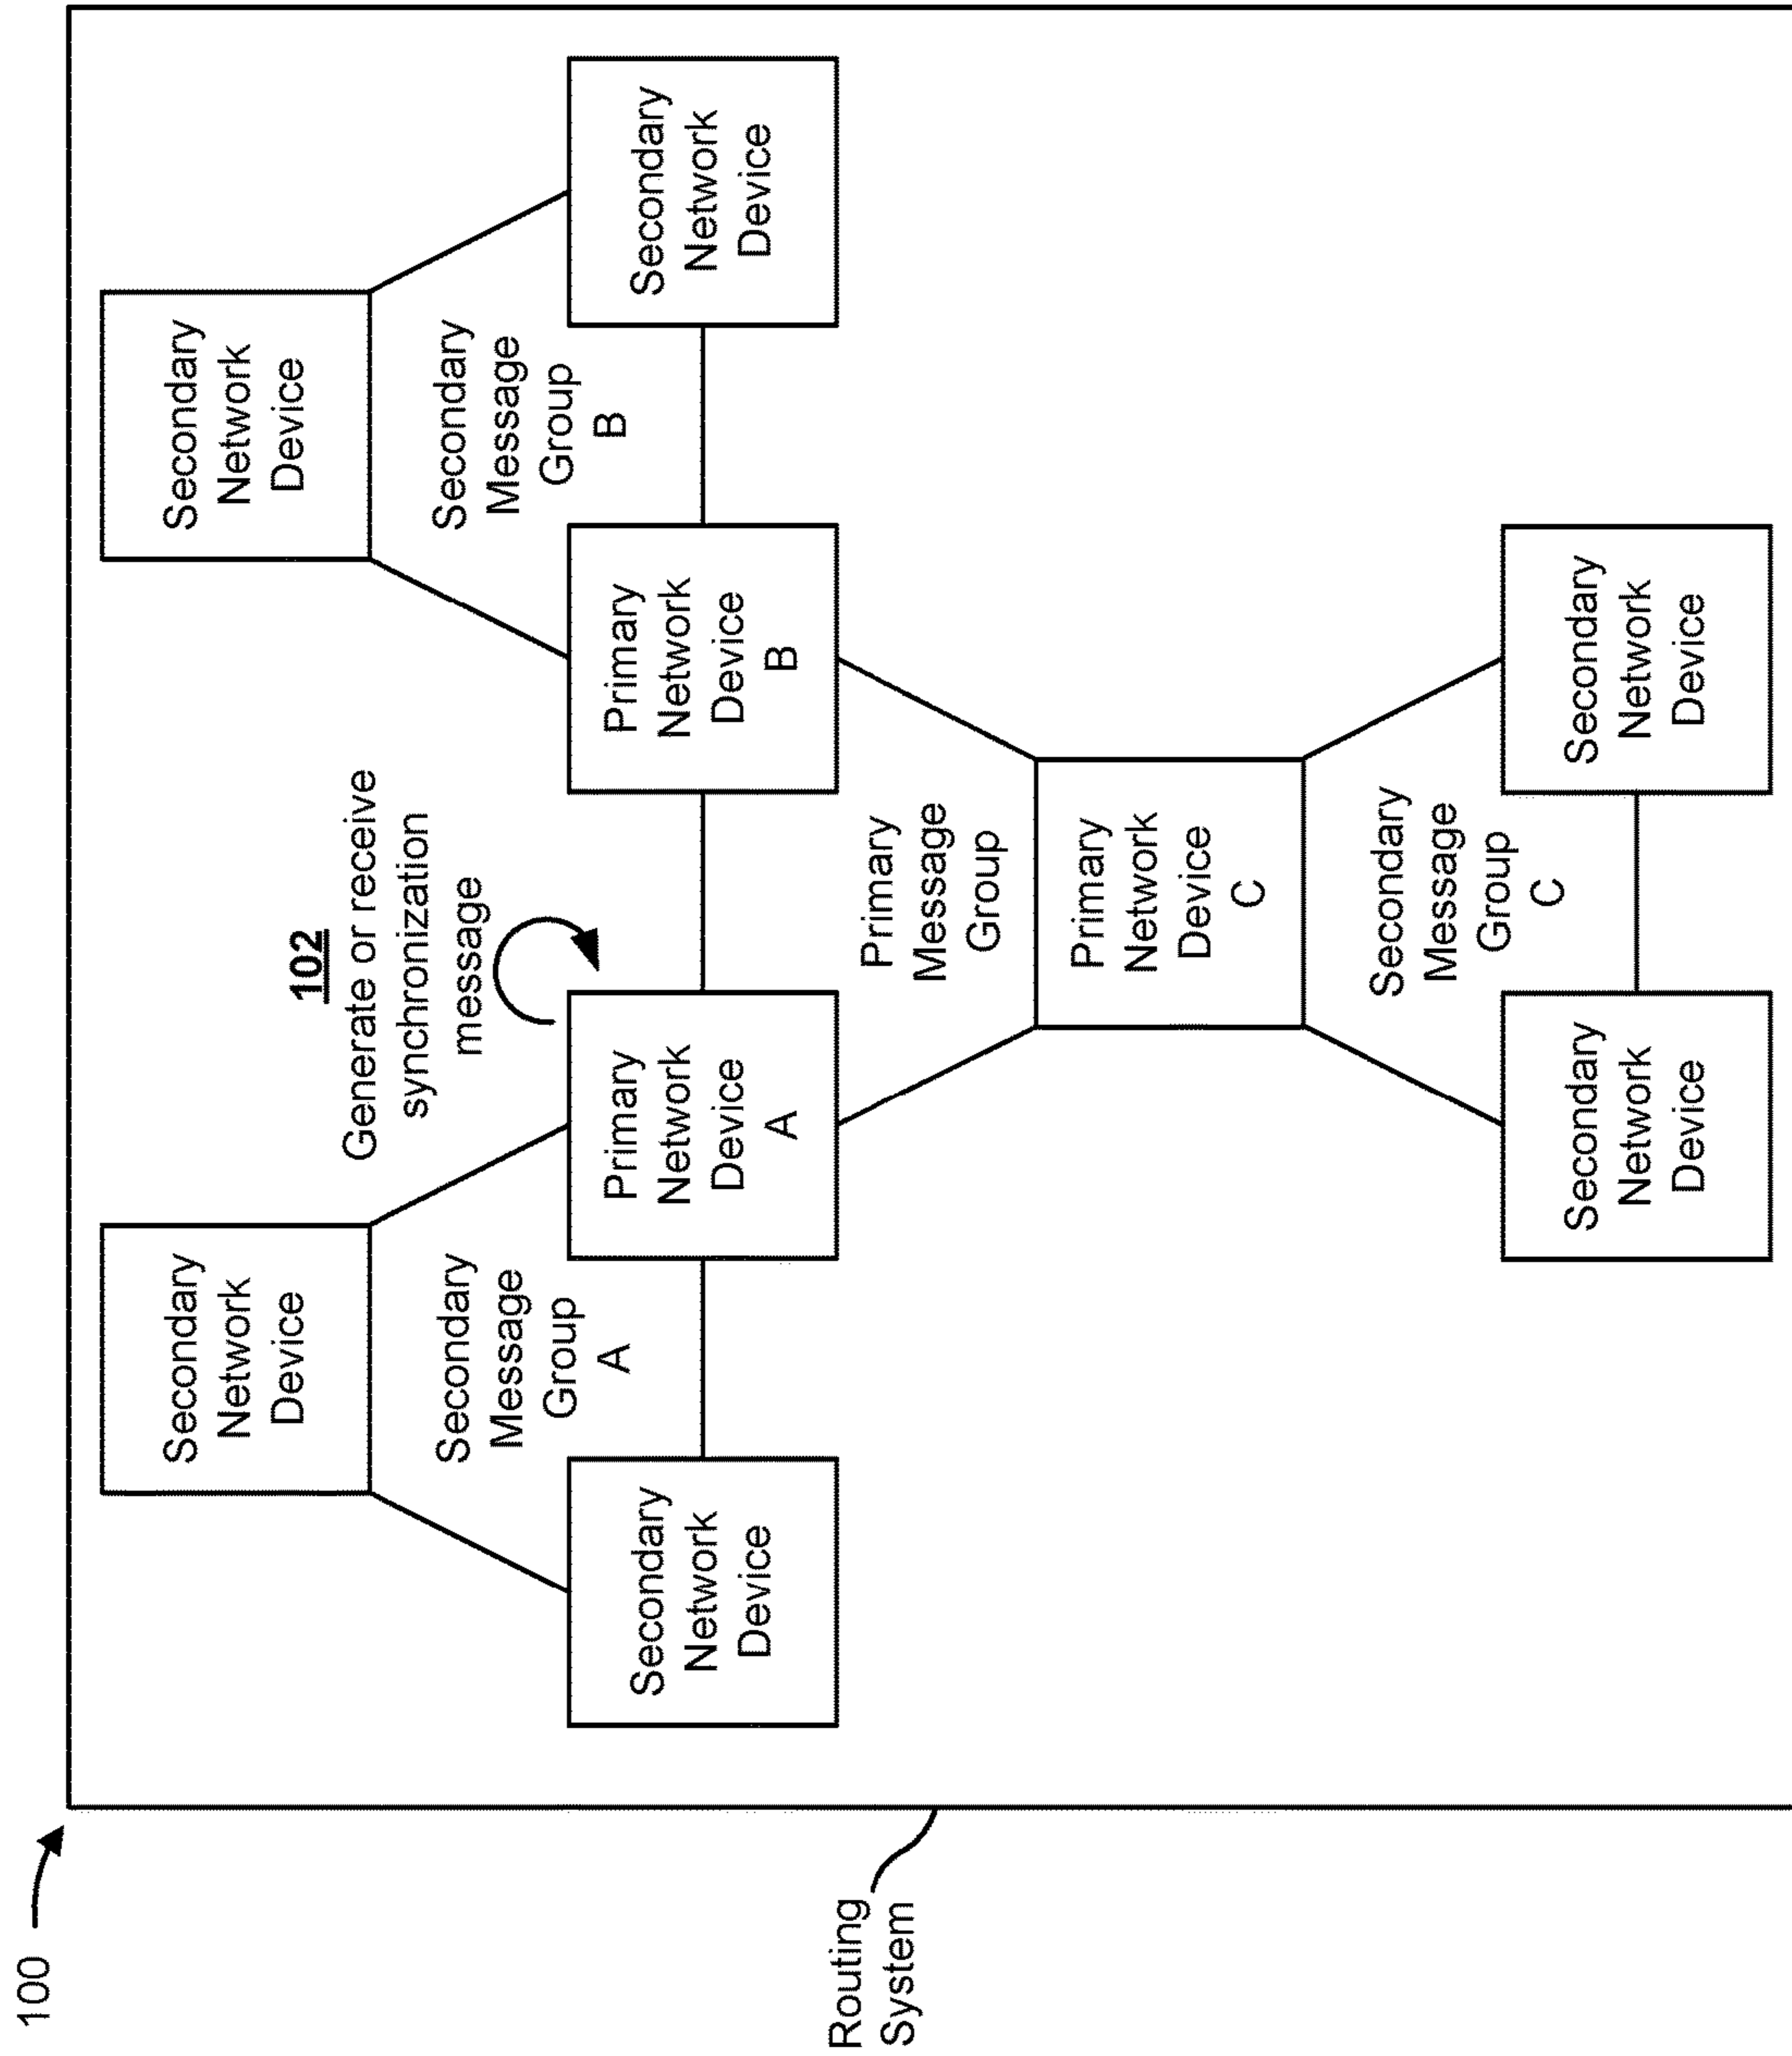 100
Secondary
Network
Device
Secondary
Network
Device
102
Generate or receive
synchronization
message
Secondary
Message
Group
A
Secondary
Message
Group
B
Secondary
Network
Device
Primary
Network
Device
A
Primary
Network
Device
B
Secondary
Network
Device
Routing
System
Primary
Message
Group
Primary
Network
Device
C
Secondary
Message
Group
C
Secondary
Network
Device
Secondary
Network
Device